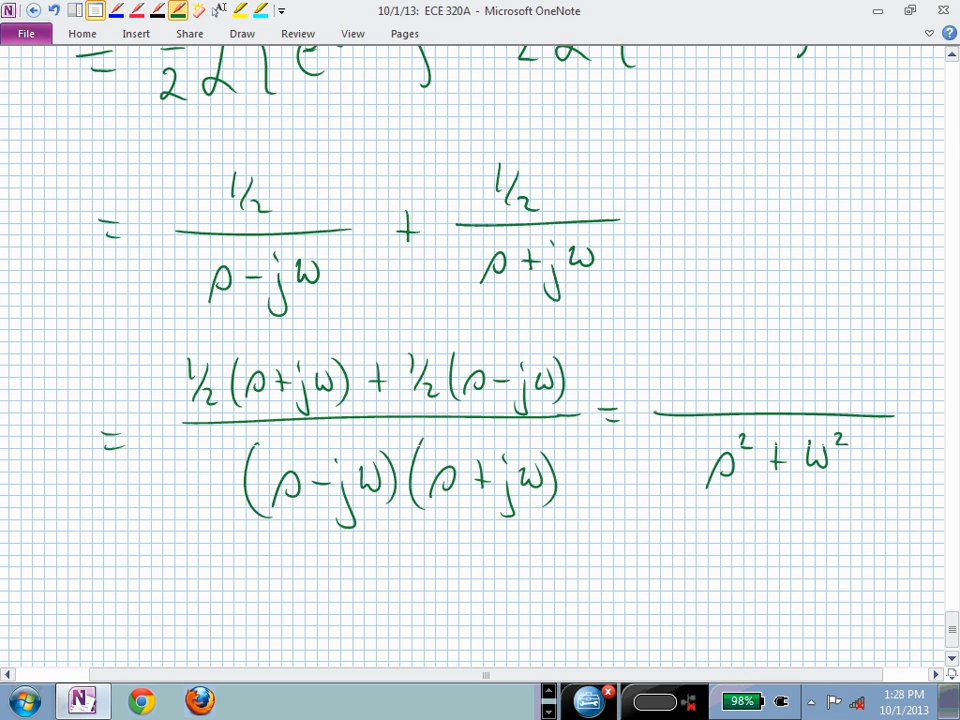 10/1/13: ECE 320A - Microsoft OneNote
File Home Insert Share Draw Review View Pages
= 1/2 ℒ{e
= (1/2)/(s-jω) + (1/2)/(s+jω)
= (1/2(s+jω) + 1/2(s-jω))/((s-jω)(s+jω)) = /(s² + ω²)
98%
1:28 PM
10/1/2013